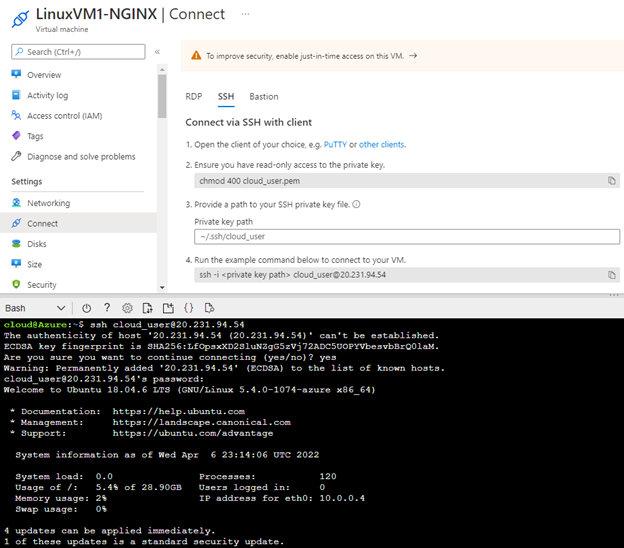 LinuxVM1-NGINX | Connect ...
Virtual machine
Search (Ctrl+/)
«
Overview
Activity log
Access control (IAM)
Tags
Diagnose and solve problems
Settings
Networking
Connect
Disks
Size
Security
To improve security, enable just-in-time access on this VM. →
RDP SSH Bastion
Connect via SSH with client
1. Open the client of your choice, e.g. PuTTY or other clients.
2. Ensure you have read-only access to the private key.
chmod 400 cloud_user.pem
3. Provide a path to your SSH private key file.
Private key path
~/.ssh/cloud_user
4. Run the example command below to connect to your VM.
ssh -i <private key path> cloud_user@20.231.94.54
Bash
cloud@Azure:~$ ssh cloud_user@20.231.94.54
The authenticity of host '20.231.94.54 (20.231.94.54)' can't be established.
ECDSA key fingerprint is SHA256:LfOpsxXD2SluN2gG5zVj72ADC5UOPYVbesvbBrQ0laM.
Are you sure you want to continue connecting (yes/no)? yes
Warning: Permanently added '20.231.94.54' (ECDSA) to the list of known hosts.
cloud_user@20.231.94.54's password:
Welcome to Ubuntu 18.04.6 LTS (GNU/Linux 5.4.0-1074-azure x86_64)
* Documentation: https://help.ubuntu.com
* Management: https://landscape.canonical.com
* Support: https://ubuntu.com/advantage
System information as of Wed Apr 6 23:14:06 UTC 2022
System load: 0.0 Processes: 120
Usage of /: 5.4% of 28.90GB Users logged in: 0
Memory usage: 2% IP address for eth0: 10.0.0.4
Swap usage: 0%
4 updates can be applied immediately.
1 of these updates is a standard security update.